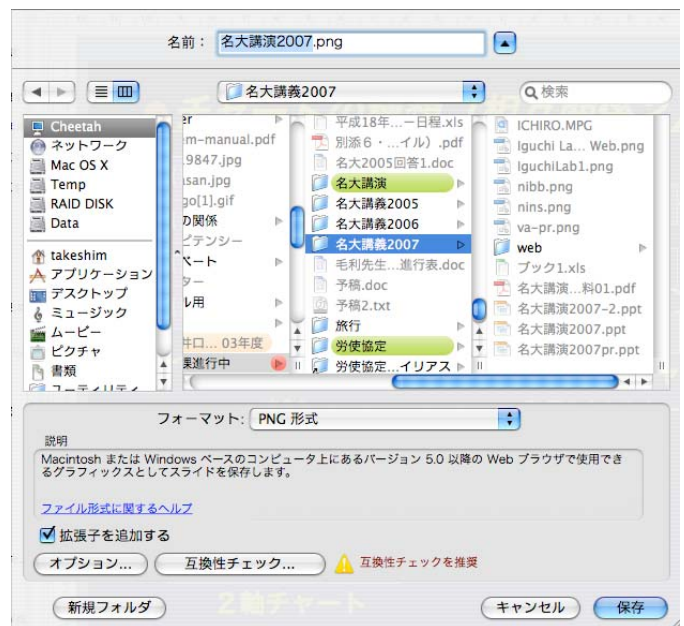 名前： 名大講演2007.png
名大講義2007
検索
Cheetah
ネットワーク
Mac OS X
Temp
RAID DISK
Data
takeshim
アプリケーション
デスクトップ
ミュージック
ムービー
ピクチャ
書類
ユーティリティ
er
em-manual.pdf
.9847.jpg
asan.jpg
go[1].gif
の関係
ピテンシー
ベート
ター
ル用
井口... 03年度
課進行中
平成18年...ー日程.xls
別添６・...イル）.pdf
名大2005回答1.doc
名大講演
名大講義2005
名大講義2006
名大講義2007
毛利先生...進行表.doc
予稿.doc
予稿2.txt
旅行
労使協定
労使協定...イリアス
ICHIRO.MPG
Iguchi La... Web.png
IguchiLab1.png
nibb.png
nins.png
va-pr.png
web
ブック1.xls
名大講演...料01.pdf
名大講演2007-2.ppt
名大講演2007.ppt
名大講演2007pr.ppt
フォーマット: PNG 形式
説明
Macintosh または Windows ベースのコンピュータ上にあるバージョン 5.0 以降の Web ブラウザで使用でき
るグラフィックスとしてスライドを保存します。
ファイル形式に関するヘルプ
拡張子を追加する
オプション... 互換性チェック... 互換性チェックを推奨
２軸チャート
新規フォルダ キャンセル 保存